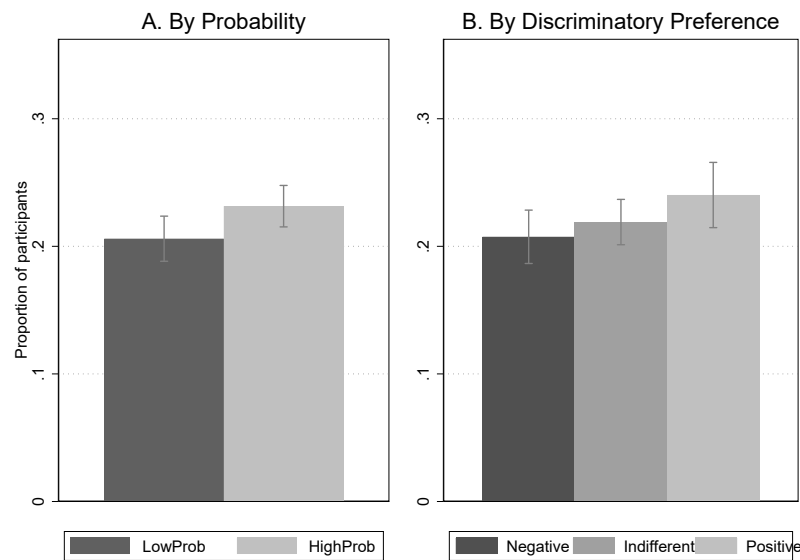 A. By Probability
Proportion of participants
.3
.2
.1
0
LowProb HighProb
B. By Discriminatory Preference
.3
.2
.1
0
Negative Indifferent Positive